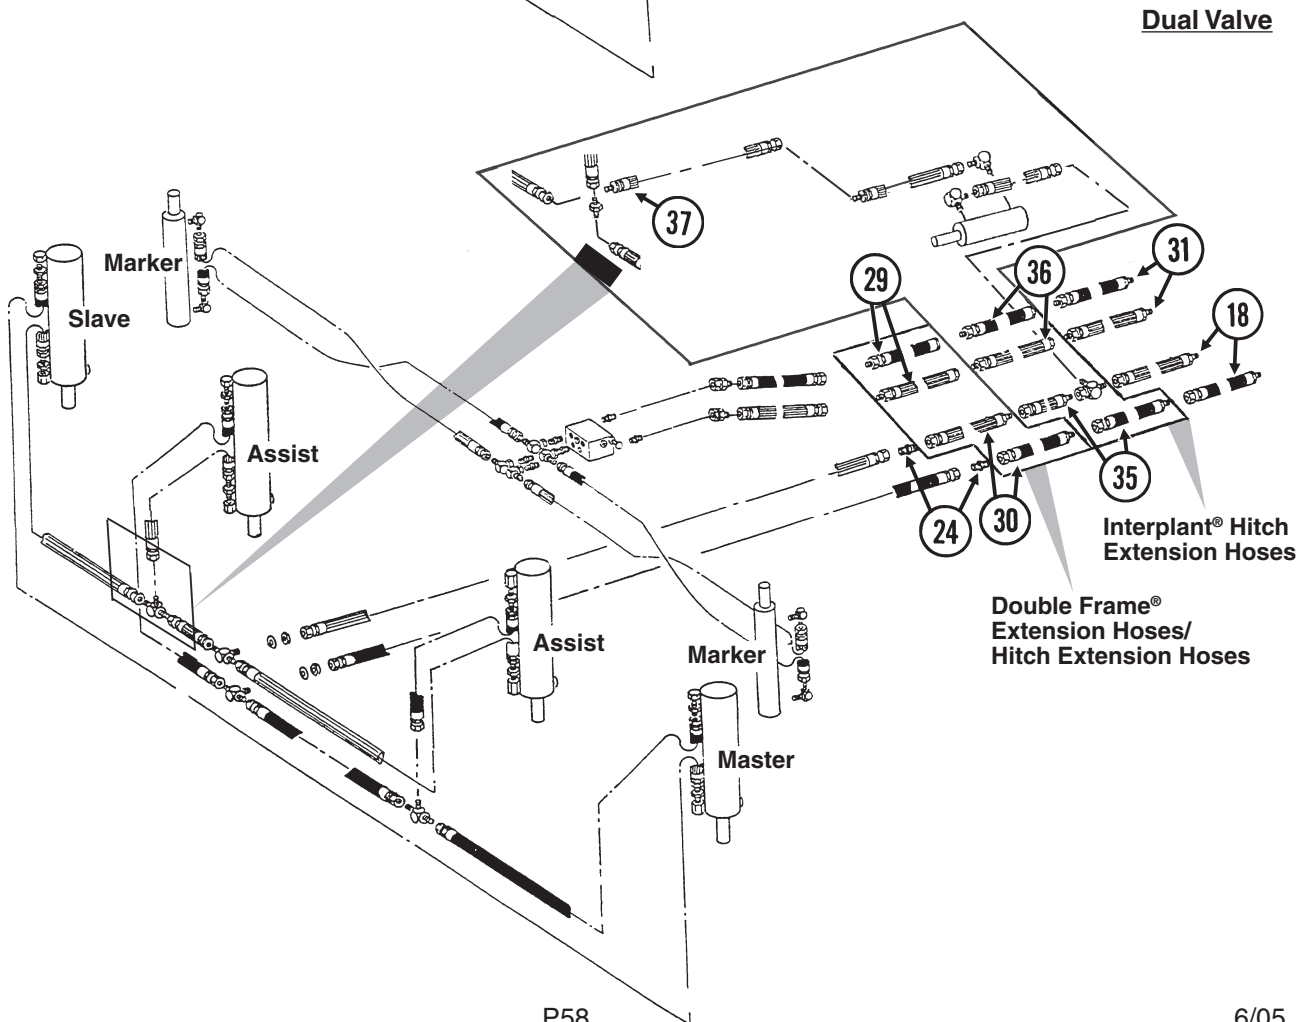 Dual Valve
37
31
36
29
Marker
18
Slave
Assist
35
30
24
Interplant® Hitch
Extension Hoses
Double Frame®
Extension Hoses/
Hitch Extension Hoses
Assist
Marker
Master
P58
6/05